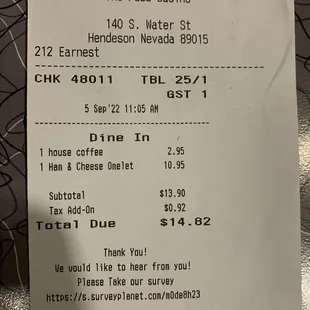 140 S. Water St
Hendeson Nevada 89015
212 Earnest
CHK 48011 TBL 25/1
GST 1
5 Sep'22 11:05 AM
Dine In
1 house coffee 2.95
1 Ham & Cheese Omelet 10.95
Subtotal $13.90
Tax Add-On $0.92
Total Due $14.82
Thank You!
We would like to hear from you!
Please Take our survey
https://s.surveyplanet.com/m0de8h23